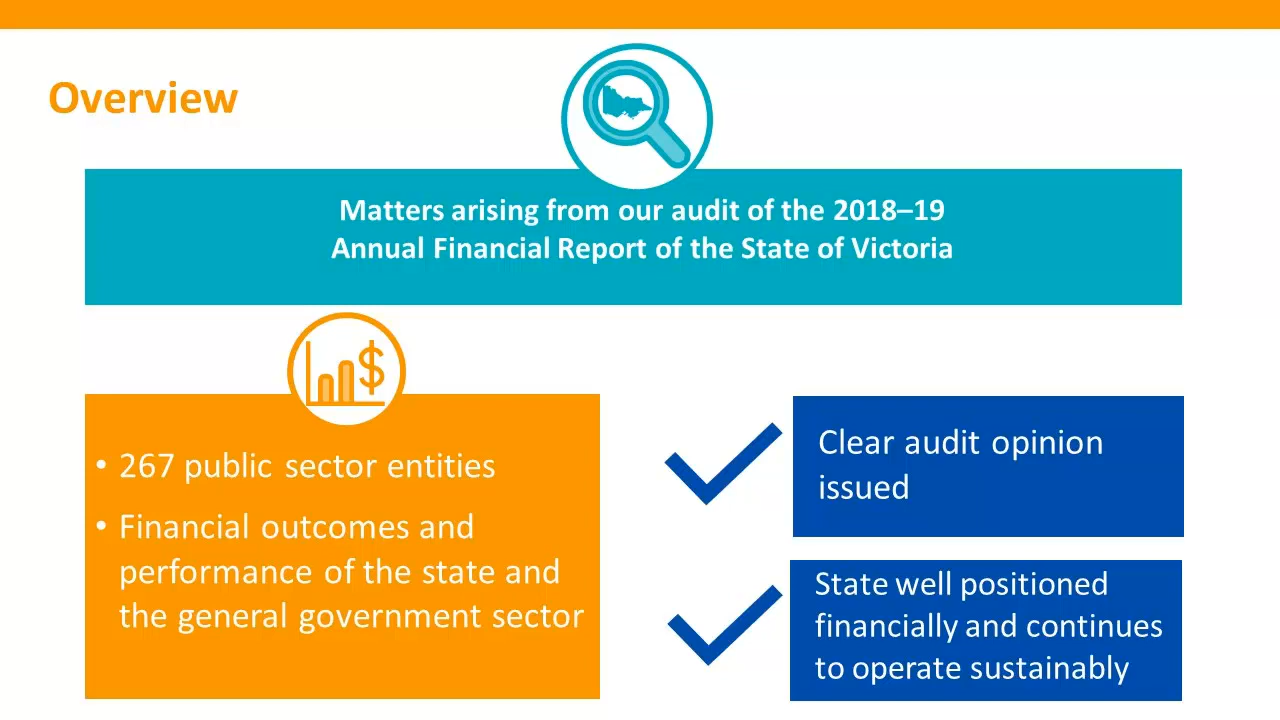 Overview
Matters arising from our audit of the 2018–19
Annual Financial Report of the State of Victoria
$
• 267 public sector entities
• Financial outcomes and
performance of the state and
the general government sector
Clear audit opinion
issued
State well positioned
financially and continues
to operate sustainably